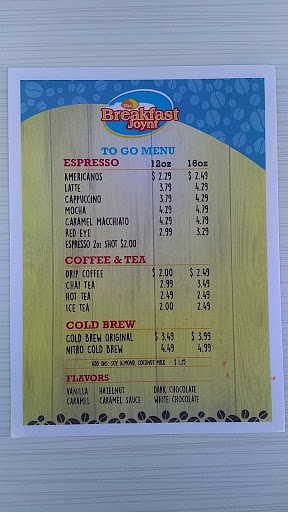 The
Breakfast
Joynt
TO GO MENU
ESPRESSO 12oz 16oz
AMERICANOS $ 2.29 $ 2.49
LATTE 3.79 4.29
CAPPUCCINO 3.79 4.29
MOCHA 4.29 4.79
CARAMEL MACCHIATO 4.29 4.79
RED EYE 2.99 3.29
ESPRESSO 2oz SHOT $2.00
COFFEE & TEA
DRIP COFFEE $ 2.00 $ 2.49
CHAI TEA 2.99 3.49
HOT TEA 2.49 2.49
ICE TEA 2.00 2.49
COLD BREW
COLD BREW ORIGINAL $ 3.49 $ 3.99
NITRO COLD BREW 4.49 4.99
ADD ONS: SOY, ALMOND, COCONUT MILK $ 1.25
FLAVORS
VANILLA HAZELNUT DARK CHOCOLATE
CARAMEL CARAMEL SAUCE WHITE CHOCOLATE